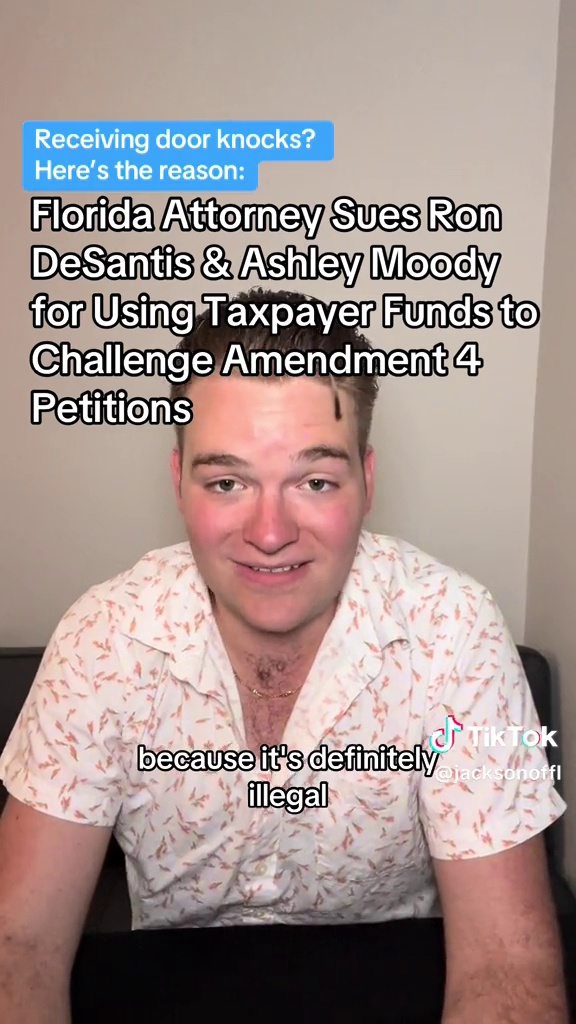 Receiving door knocks?
Here’s the reason:
Florida Attorney Sues Ron
DeSantis & Ashley Moody
for Using Taxpayer Funds to
Challenge Amendment 4
Petitions
because it's definitely
illegal
TikTok
@jacksonoffl